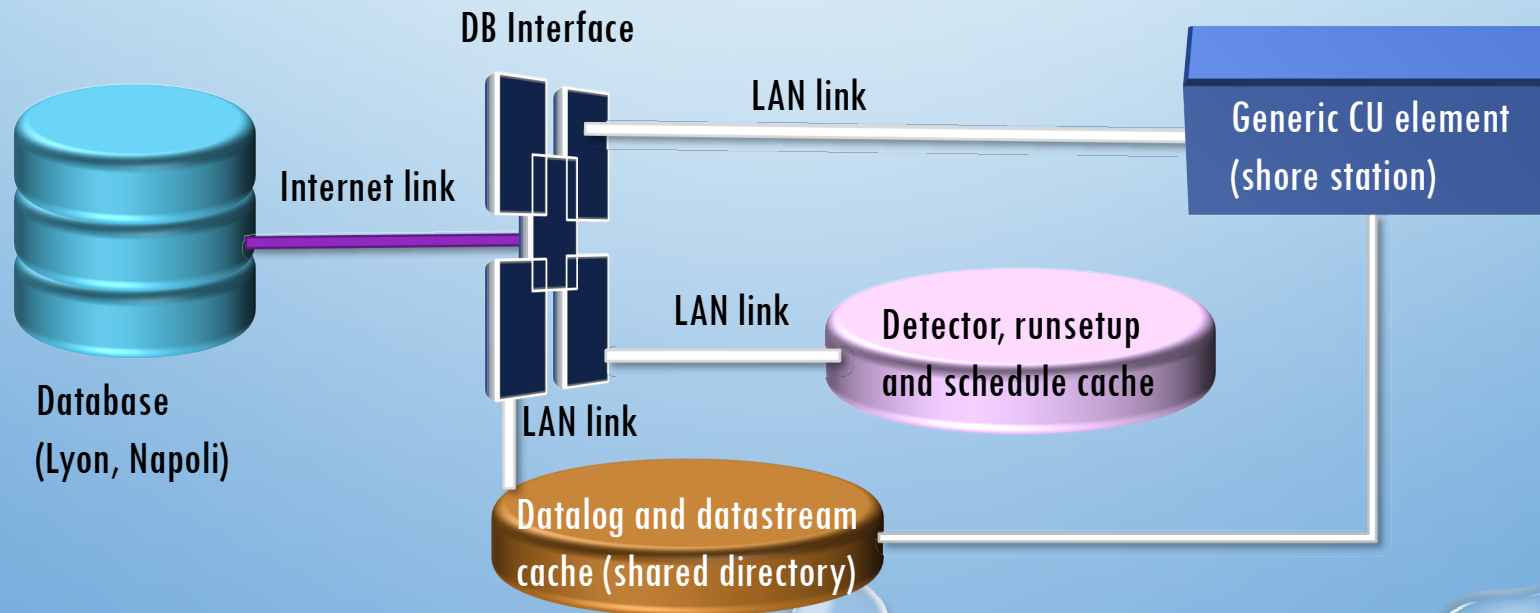 DB Interface
LAN link
Generic CU element
(shore station)
Internet link
LAN link
Detector, runsetup
and schedule cache
Database
(Lyon, Napoli)
LAN link
Datalog and datastream
cache (shared directory)